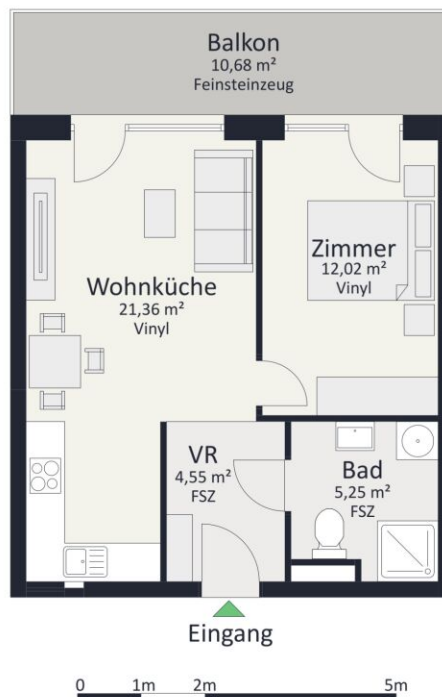 Balkon
10,68 m²
Feinsteinzeug
Zimmer
12,02 m²
Vinyl
Wohnküche
21,36 m²
Vinyl
VR
4,55 m²
FSZ
Bad
5,25 m²
FSZ
Eingang
0 1m 2m 5m